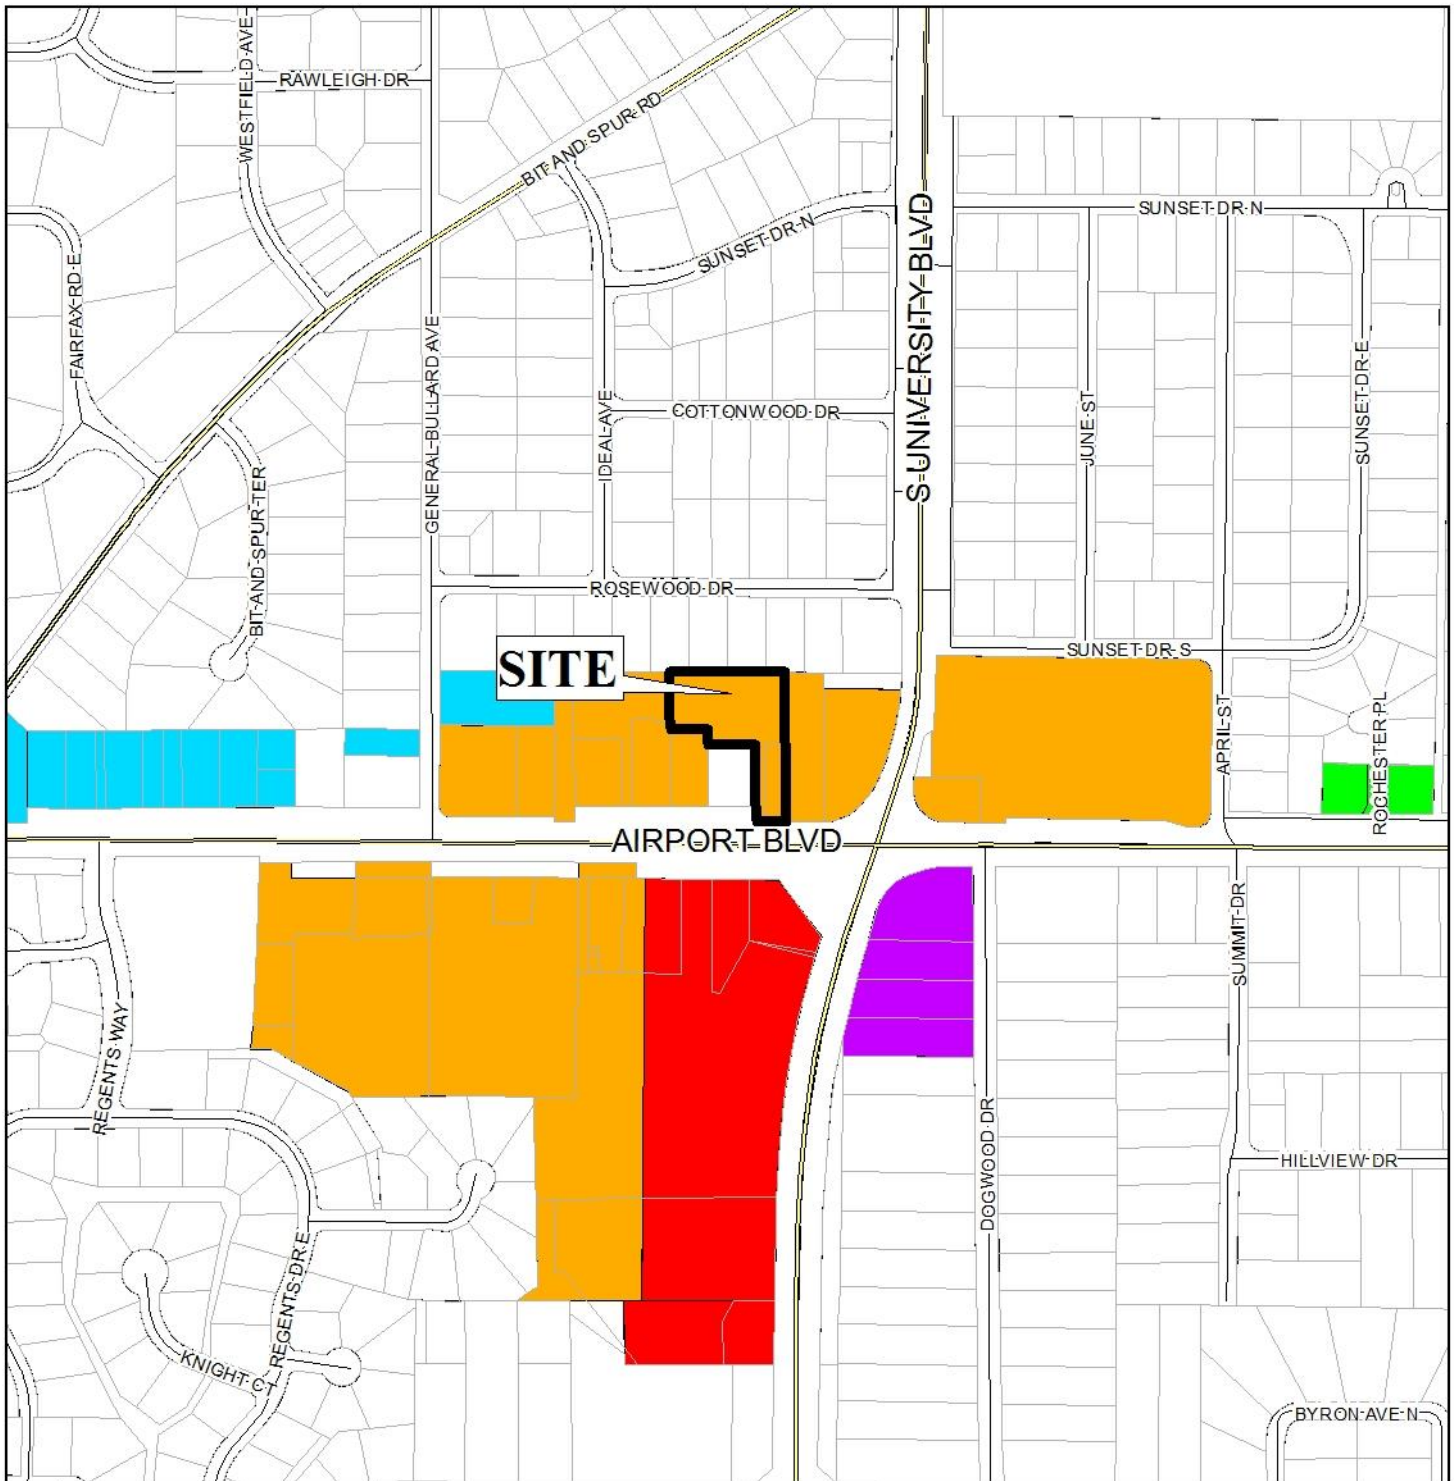 WESTFIELD AVE
RAWLEIGH DR
BIT AND SPUR RD
SUNSET DR N
SUNSET DR N
S UNIVERSITY BLVD
FAIRFAX RD E
GENERAL BULLARD AVE
IDEAL AVE
COTTONWOOD DR
JUNE ST
SUNSET DR E
BIT AND SPUR TER
ROSEWOOD DR
SUNSET DR S
SITE
APRIL ST
ROCHESTER PL
AIRPORT BLVD
SUMMIT DR
REGENTS WAY
DOGWOOD DR
HILLVIEW DR
REGENTS DR E
KNIGHT CT
BYRON AVE N